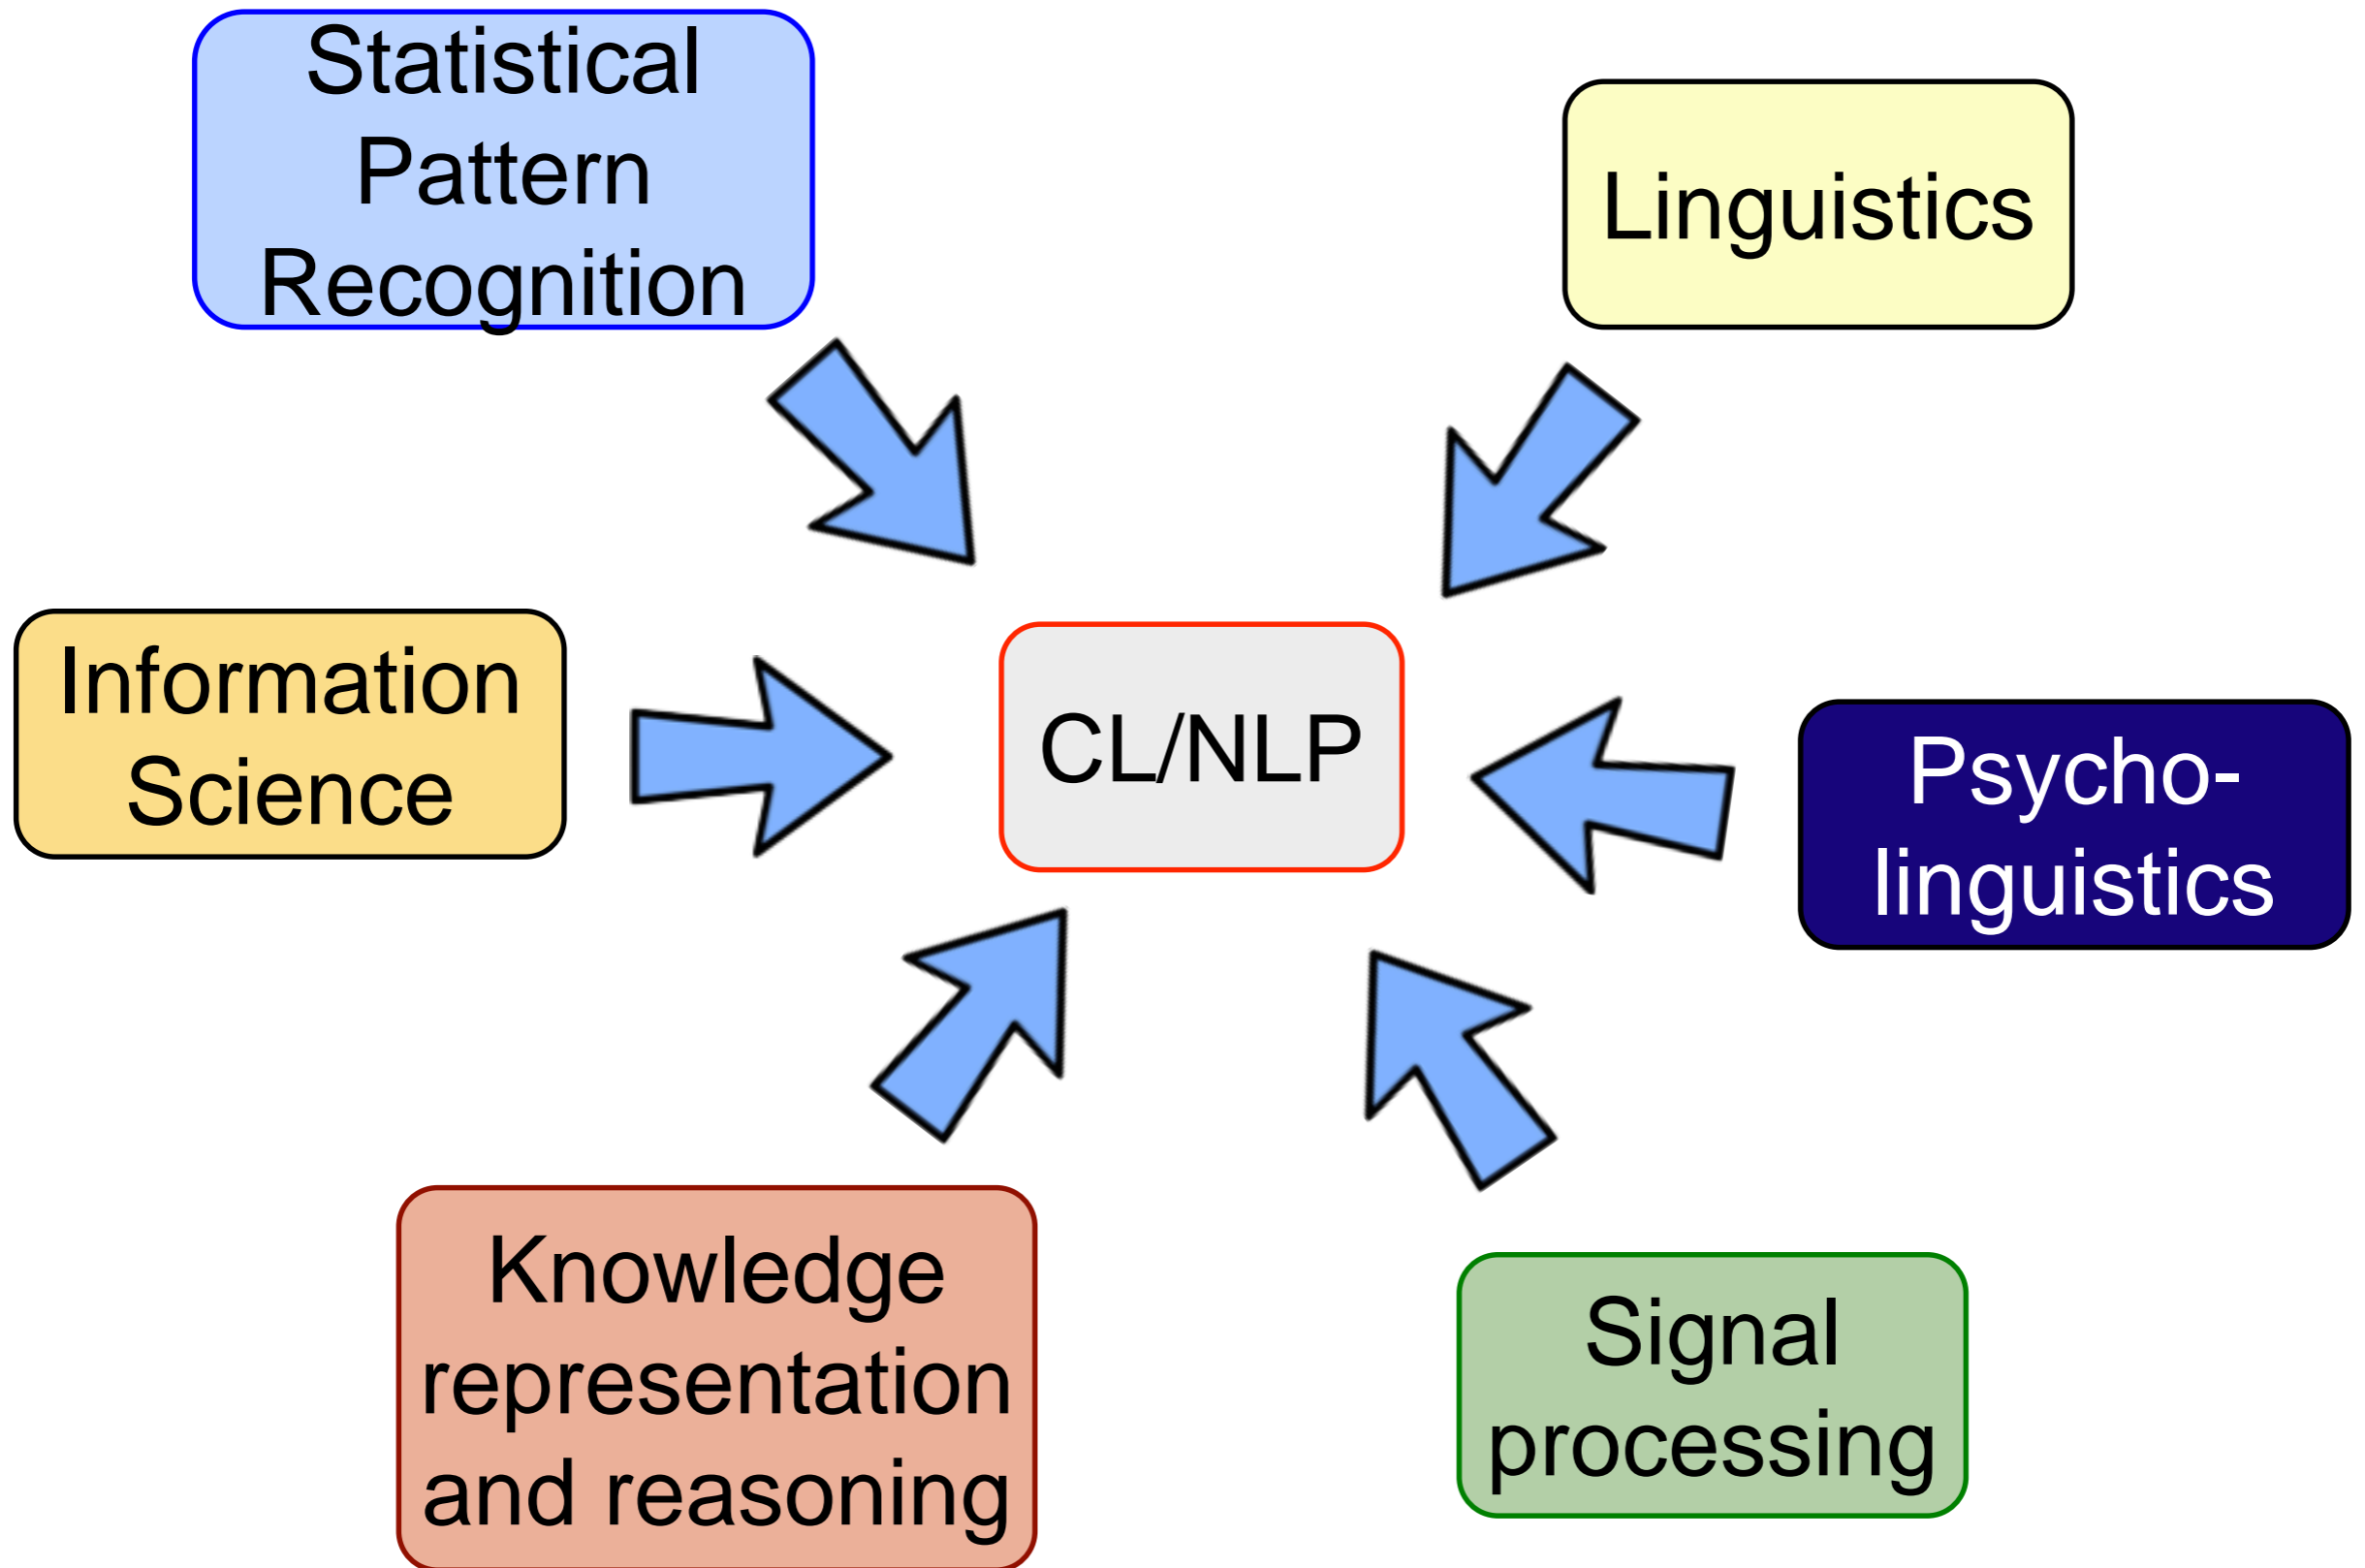 Statistical
Pattern
Recognition
Linguistics
Information
Science
CL/NLP
Psycho-
linguistics
Knowledge
representation
and reasoning
Signal
processing